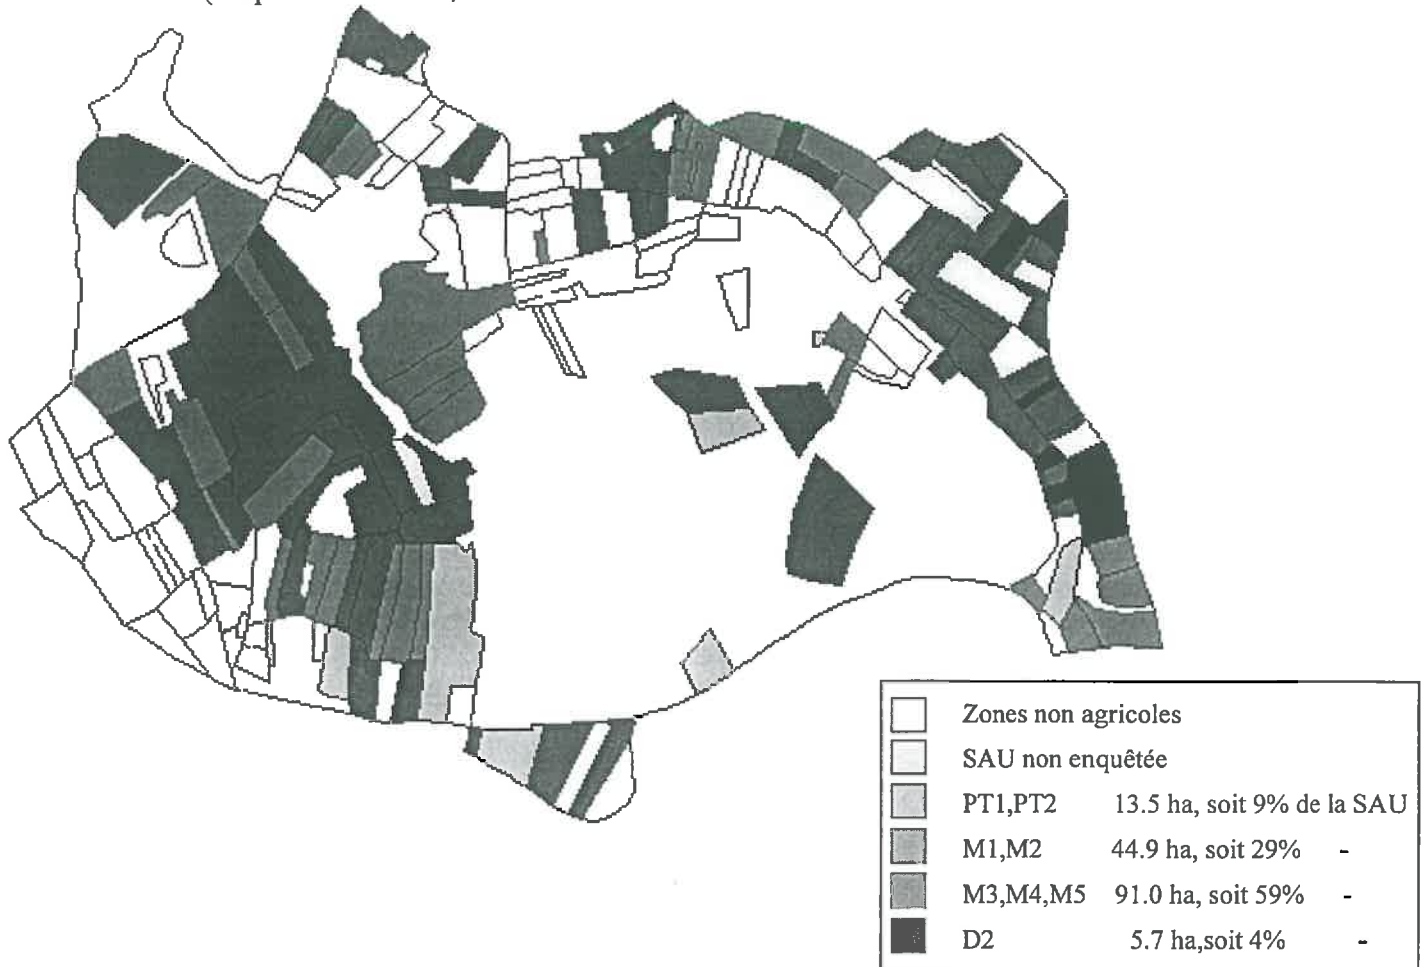 Zones non agricoles
SAU non enquêtée
PT1,PT2 13.5 ha, soit 9% de la SAU
M1,M2 44.9 ha, soit 29% -
M3,M4,M5 91.0 ha, soit 59% -
D2 5.7 ha,soit 4% -